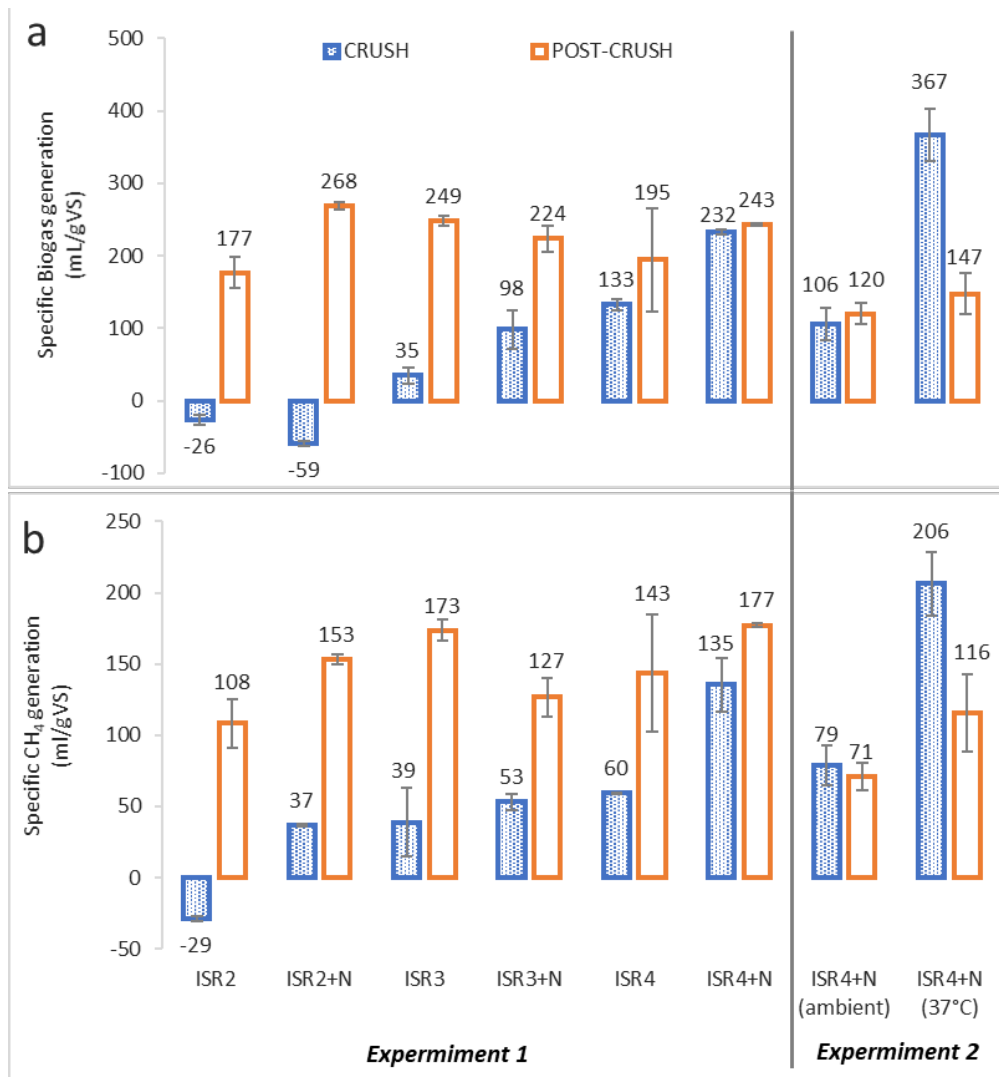 a
CRUSH
POST-CRUSH
Specific Biogas generation
(mL/gVS)
500
400
300
200
100
0
-100
-26
177
-59
268
35
249
98
224
133
195
232
243
106
120
367
147
b
Specific CH₄ generation
(ml/gVS)
250
200
150
100
50
0
-50
-29
108
37
153
39
173
53
127
60
143
135
177
79
71
206
116
ISR2
ISR2+N
ISR3
ISR3+N
ISR4
ISR4+N
ISR4+N
(ambient)
ISR4+N
(37°C)
Expermiment 1
Expermiment 2